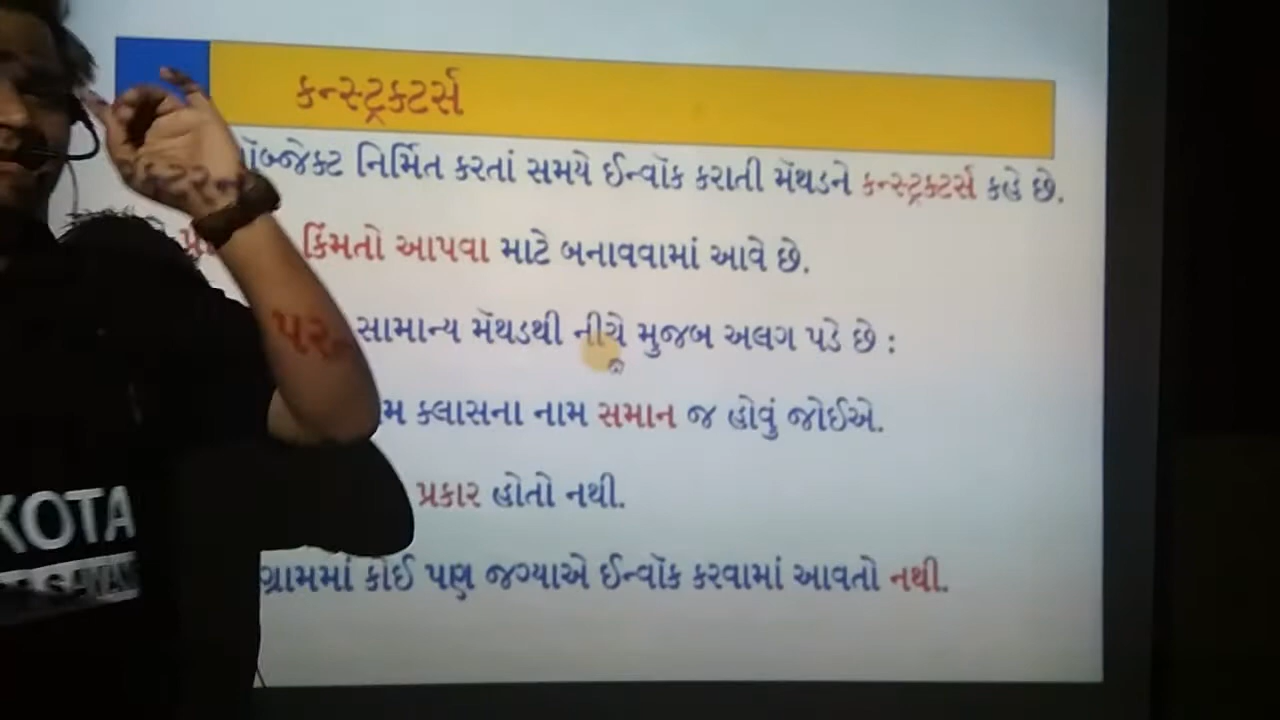 કન્સ્ટ્રક્ટર્સ
ઑબ્જેક્ટ નિર્મિત કરતાં સમયે ઈન્વૉક કરાતી મૅથડને કન્સ્ટ્રક્ટર્સ કહે છે.
કિંમતો આપવા માટે બનાવવામાં આવે છે.
સામાન્ય મૅથડથી નીચે મુજબ અલગ પડે છે :
ક્લાસના નામ સમાન જ હોવું જોઈએ.
પ્રકાર હોતો નથી.
ગ્રામમાં કોઈ પણ જગ્યાએ ઈન્વૉક કરવામાં આવતો નથી.
KOTA